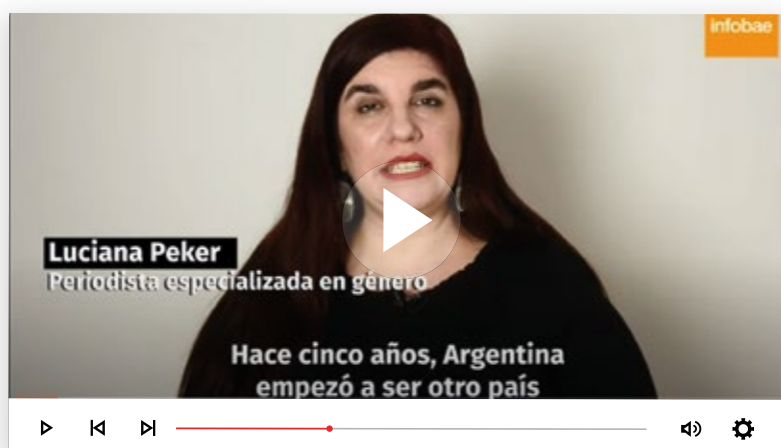 infobae
Luciana Peker
Periodista especializada en género
Hace cinco años, Argentina
empezó a ser otro país